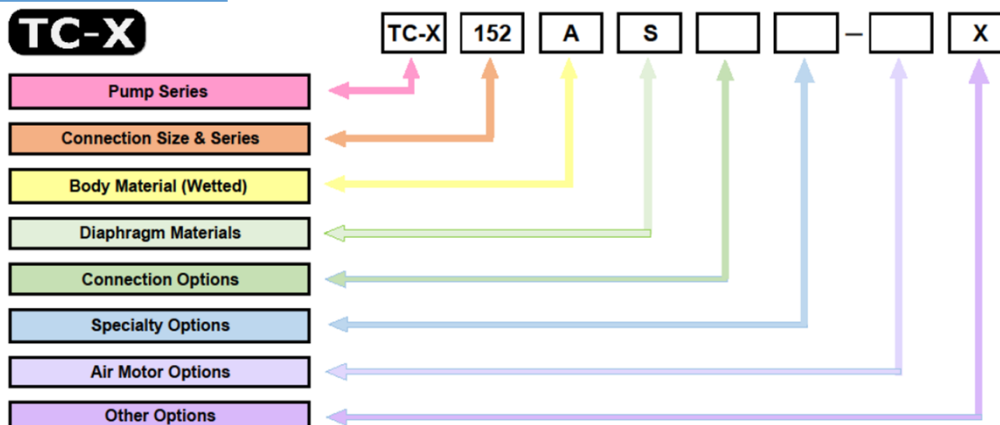 TC-X
TC-X 152 A S – X
Pump Series
Connection Size & Series
Body Material (Wetted)
Diaphragm Materials
Connection Options
Specialty Options
Air Motor Options
Other Options